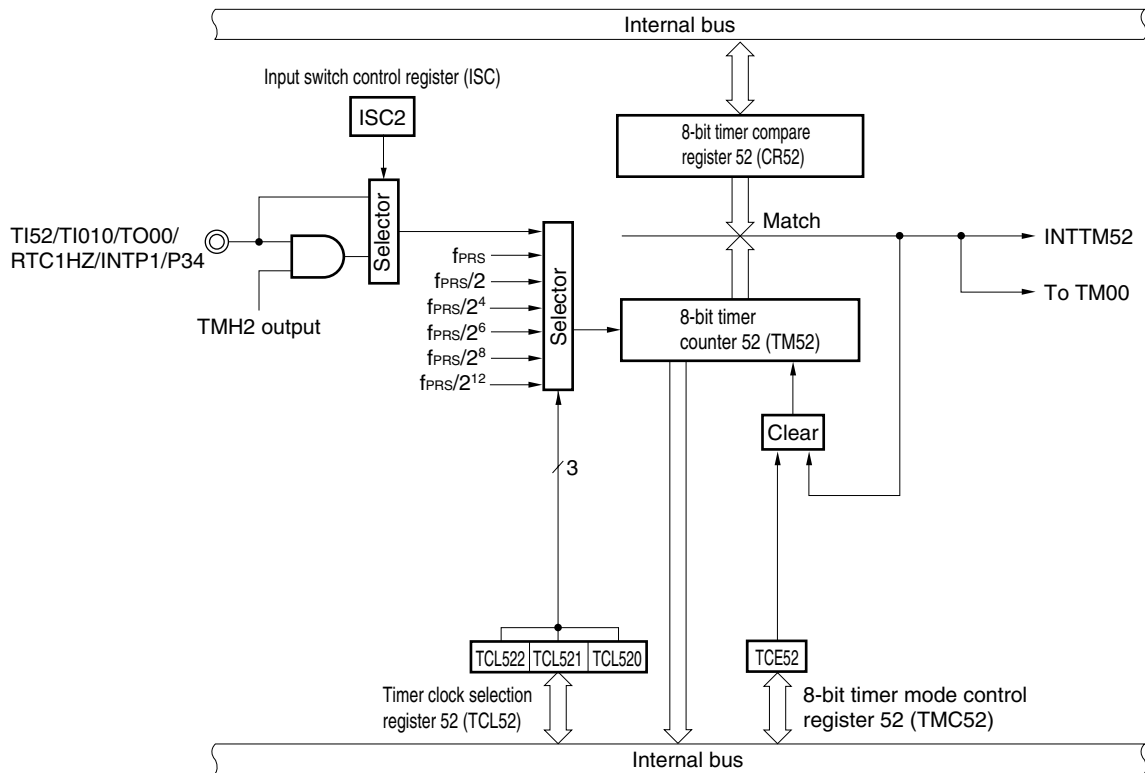 Internal bus
Input switch control register (ISC)
ISC2
8-bit timer compare
register 52 (CR52)
Selector
Match
TI52/TI010/TO00/
RTC1HZ/INTP1/P34
INTTM52
fPRS
fPRS/2
fPRS/2⁴
fPRS/2⁶
fPRS/2⁸
fPRS/2¹²
Selector
To TM00
TMH2 output
8-bit timer
counter 52 (TM52)
Clear
3
TCL522 TCL521 TCL520
TCE52
Timer clock selection
register 52 (TCL52)
8-bit timer mode control
register 52 (TMC52)
Internal bus